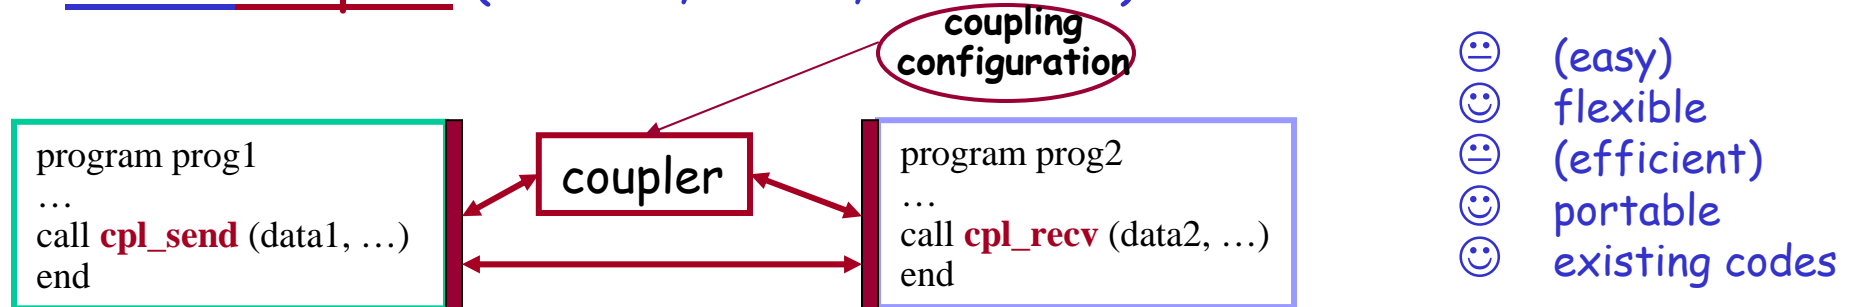 coupling
configuration
program prog1
…
call cpl_send (data1, …)
end
coupler
program prog2
…
call cpl_recv (data2, …)
end
(easy)
flexible
(efficient)
portable
existing codes